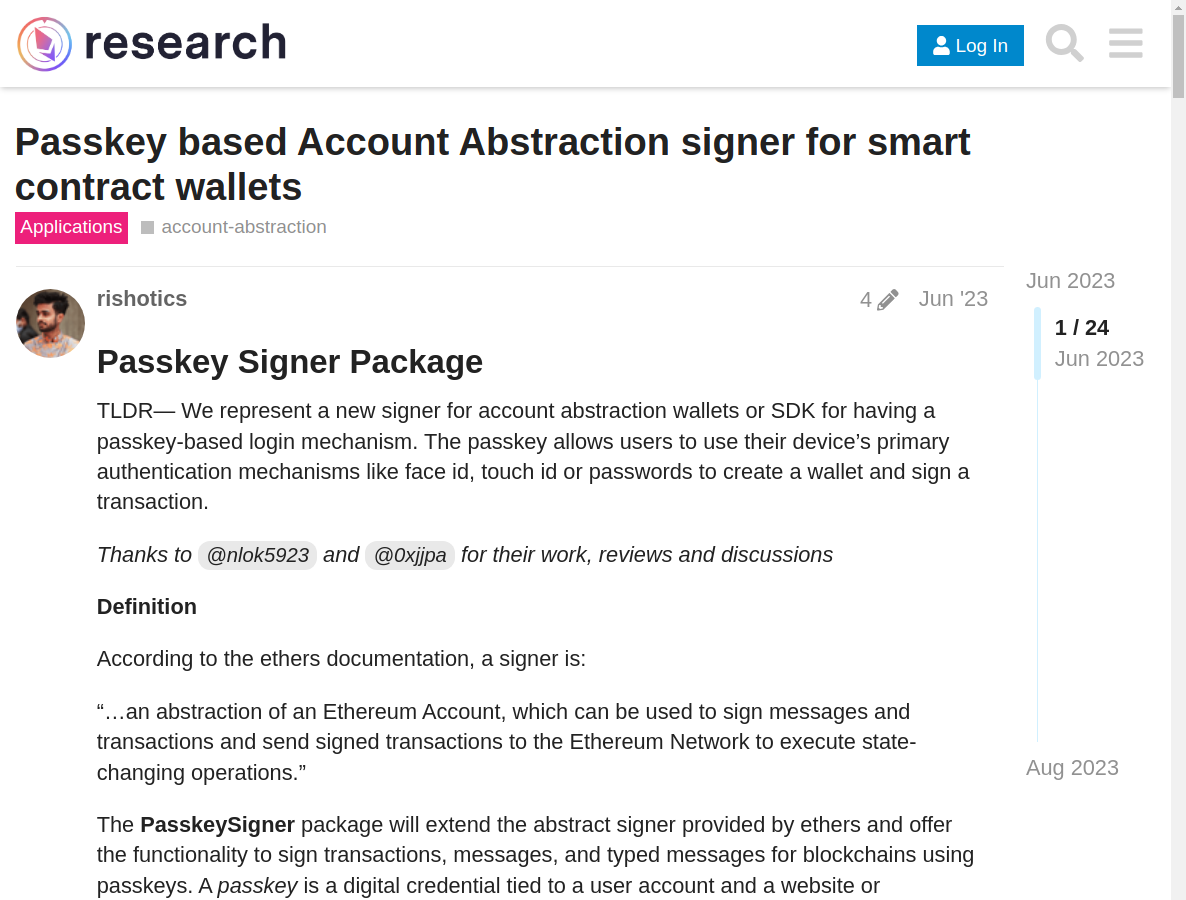 research
Log In
Passkey based Account Abstraction signer for smart
contract wallets
Applications account-abstraction
rishotics 4 Jun '23
Jun 2023
1 / 24
Jun 2023
Aug 2023
Passkey Signer Package
TLDR— We represent a new signer for account abstraction wallets or SDK for having a
passkey-based login mechanism. The passkey allows users to use their device’s primary
authentication mechanisms like face id, touch id or passwords to create a wallet and sign a
transaction.
Thanks to @nlok5923 and @0xjjpa for their work, reviews and discussions
Definition
According to the ethers documentation, a signer is:
“…an abstraction of an Ethereum Account, which can be used to sign messages and
transactions and send signed transactions to the Ethereum Network to execute state-
changing operations.”
The PasskeySigner package will extend the abstract signer provided by ethers and offer
the functionality to sign transactions, messages, and typed messages for blockchains using
passkeys. A passkey is a digital credential tied to a user account and a website or